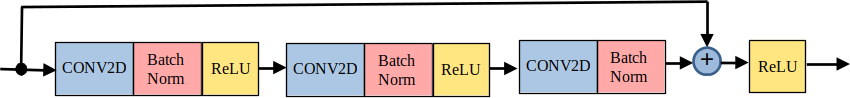 CONV2D
Batch
Norm
ReLU
CONV2D
Batch
Norm
ReLU
CONV2D
Batch
Norm
+
ReLU